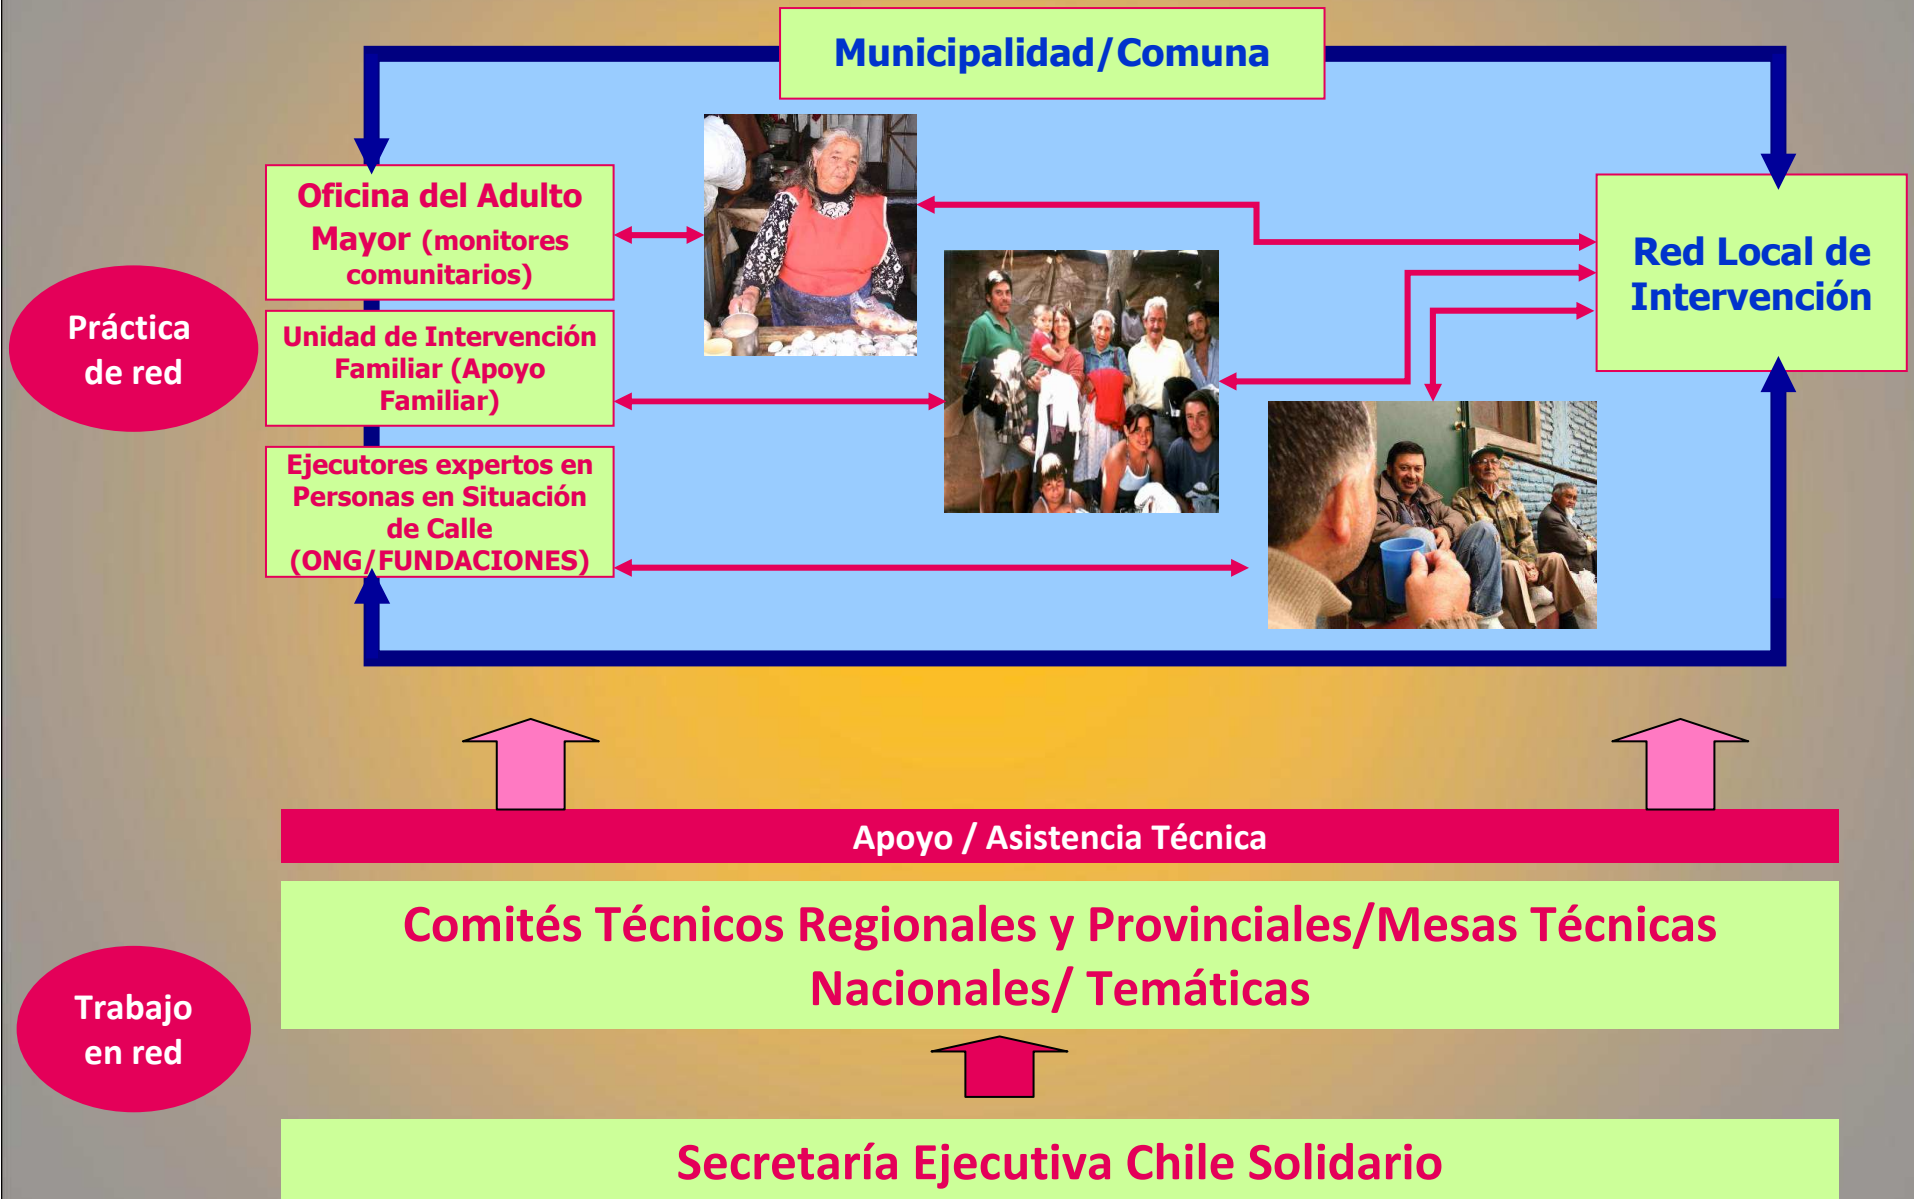 Municipalidad/Comuna
Oficina del Adulto
Mayor (monitores
comunitarios)
Unidad de Intervención
Familiar (Apoyo
Familiar)
Ejecutores expertos en
Personas en Situación
de Calle
(ONG/FUNDACIONES)
Red Local de
Intervención
Práctica
de red
Apoyo / Asistencia Técnica
Comités Técnicos Regionales y Provinciales/Mesas Técnicas
Nacionales/ Temáticas
Trabajo
en red
Secretaría Ejecutiva Chile Solidario